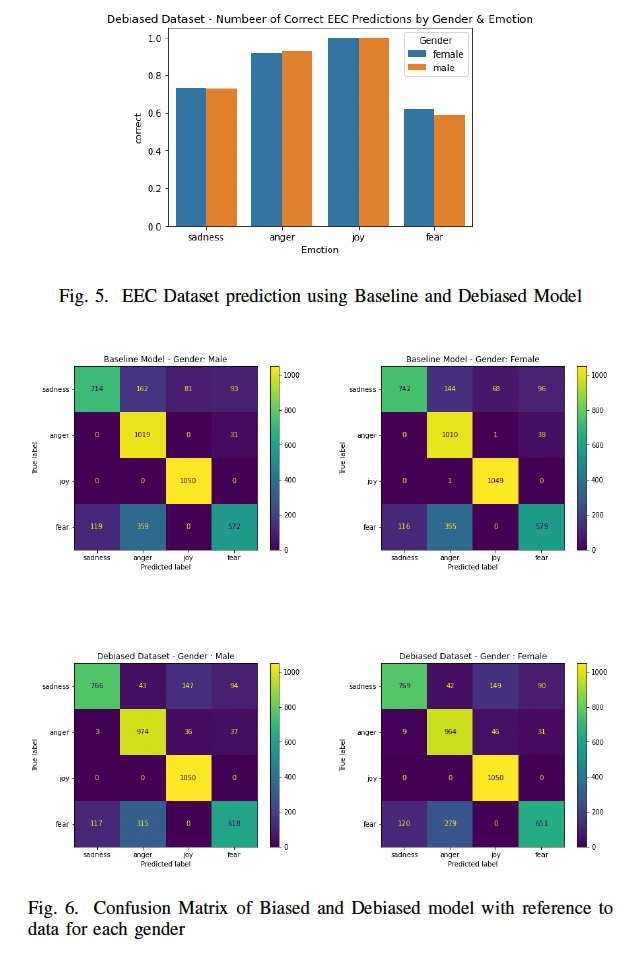 Debiased Dataset - Numbeer of Correct EEC Predictions by Gender & Emotion
1.0
0.8
0.6
0.4
0.2
0.0
correct
Gender
female
male
sadness anger joy fear
Emotion
Fig. 5. EEC Dataset prediction using Baseline and Debiased Model
Baseline Model - Gender: Male
True label
sadness 714 162 81 93
anger 0 1019 0 31
joy 0 0 1050 0
fear 119 359 0 572
sadness anger joy fear
Predicted label
1000
800
600
400
200
0
Baseline Model - Gender: Female
True label
sadness 742 144 68 96
anger 0 1010 1 39
joy 0 1 1049 0
fear 116 355 0 579
sadness anger joy fear
Predicted label
1000
800
600
400
200
0
Debiased Dataset - Gender : Male
True label
sadness 766 43 147 94
anger 3 974 36 37
joy 0 0 1050 0
fear 117 315 0 618
sadness anger joy fear
Predicted label
1000
800
600
400
200
0
Debiased Dataset - Gender : Female
True label
sadness 769 42 149 90
anger 9 964 46 31
joy 0 0 1050 0
fear 120 279 0 651
sadness anger joy fear
Predicted label
1000
800
600
400
200
0
Fig. 6. Confusion Matrix of Biased and Debiased model with reference to
data for each gender